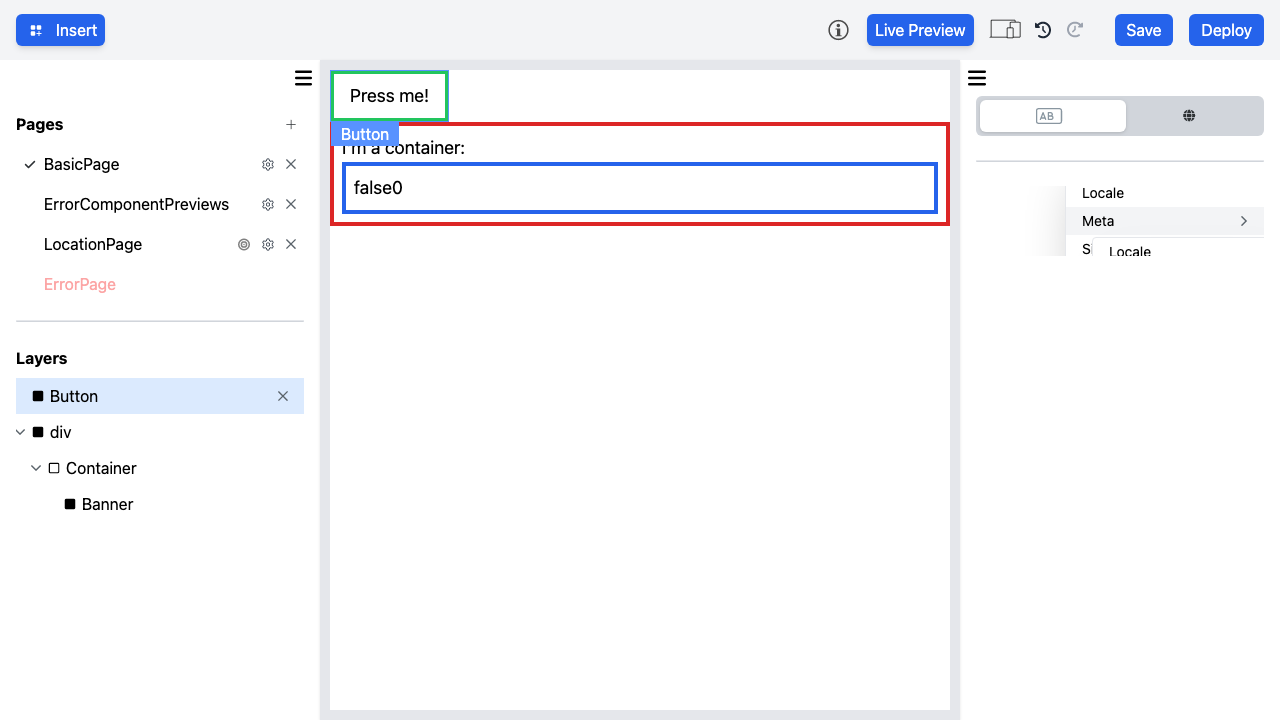 Insert
Live Preview
Save
Deploy
Pages
BasicPage
ErrorComponentPreviews
LocationPage
ErrorPage
Layers
Button
div
Container
Banner
Press me!
Button
I'm a container:
false0
AB
Locale
Meta
Locale